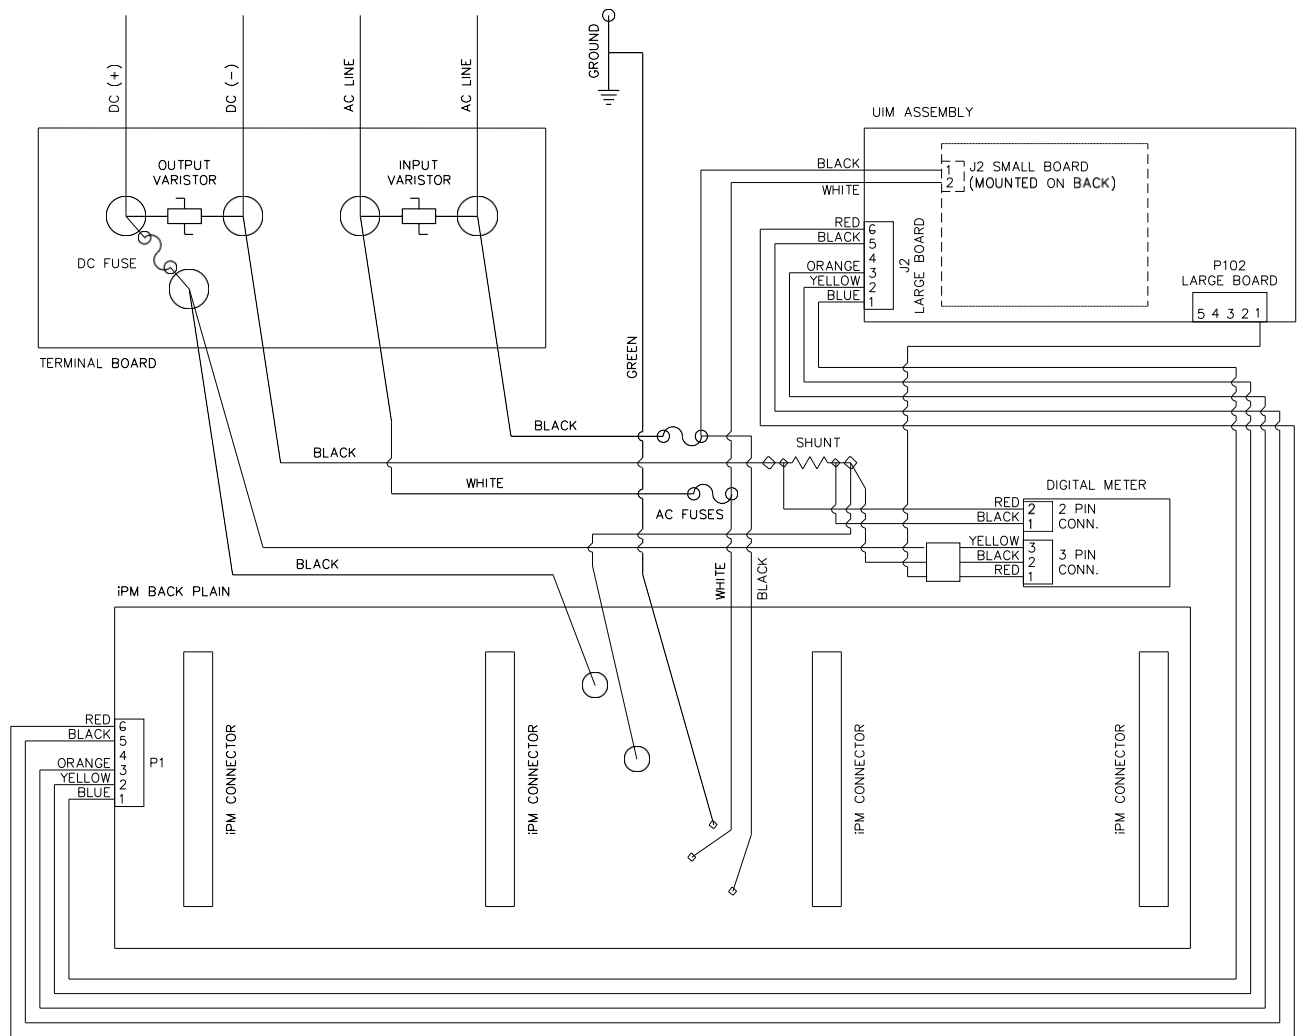 DC (+)
DC (-)
AC LINE
AC LINE
GROUND
OUTPUT
VARISTOR
INPUT
VARISTOR
DC FUSE
TERMINAL BOARD
GREEN
UIM ASSEMBLY
BLACK
WHITE
1
2
J2 SMALL BOARD
(MOUNTED ON BACK)
RED
BLACK
ORANGE
YELLOW
BLUE
6
5
4
3
2
1
J2
LARGE BOARD
P102
LARGE BOARD
5 4 3 2 1
BLACK
BLACK
WHITE
AC FUSES
SHUNT
DIGITAL METER
RED 2 2 PIN
BLACK 1 CONN.
YELLOW 3
BLACK 2 3 PIN
RED 1 CONN.
BLACK
WHITE
BLACK
iPM BACK PLAIN
RED 6
BLACK 5
4
ORANGE 3
YELLOW 2
BLUE 1
P1
iPM CONNECTOR
iPM CONNECTOR
iPM CONNECTOR
iPM CONNECTOR